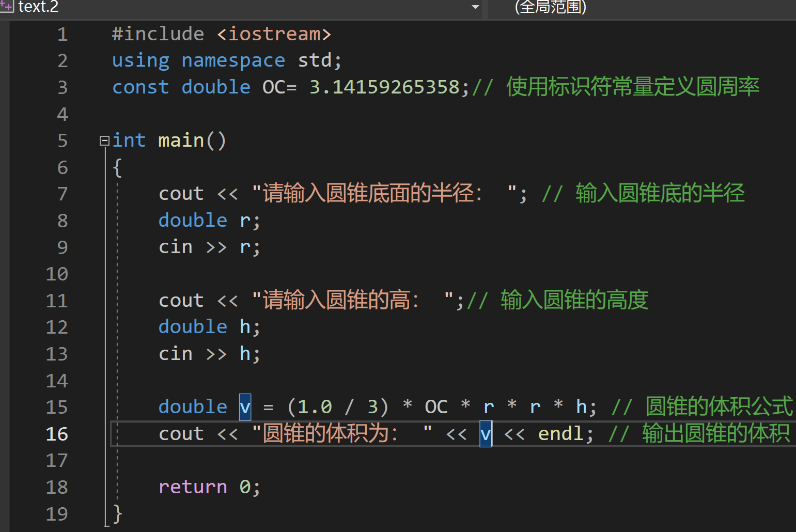 text.2 (全局范围)
1 #include <iostream>
2 using namespace std;
3 const double OC= 3.14159265358;// 使用标识符常量定义圆周率
4
5 int main()
6 {
7 cout << "请输入圆锥底面的半径： "; // 输入圆锥底的半径
8 double r;
9 cin >> r;
10
11 cout << "请输入圆锥的高： ";// 输入圆锥的高度
12 double h;
13 cin >> h;
14
15 double v = (1.0 / 3) * OC * r * r * h; // 圆锥的体积公式
16 cout << "圆锥的体积为： " << v << endl; // 输出圆锥的体积
17
18 return 0;
19 }